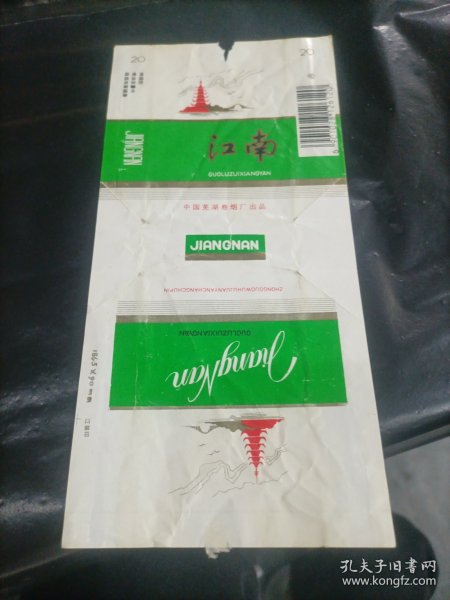 20
20
JIANGNAN
江南
GUOLUZUIXIANGYAN
中国芜湖卷烟厂出品
JIANGNAN
ZHONGGUOWUHUJUANYANCHANGCHUPIN
GUOLUZUIXIANGYAN
JiangNan
孔夫子旧书网
www.kongfz.com